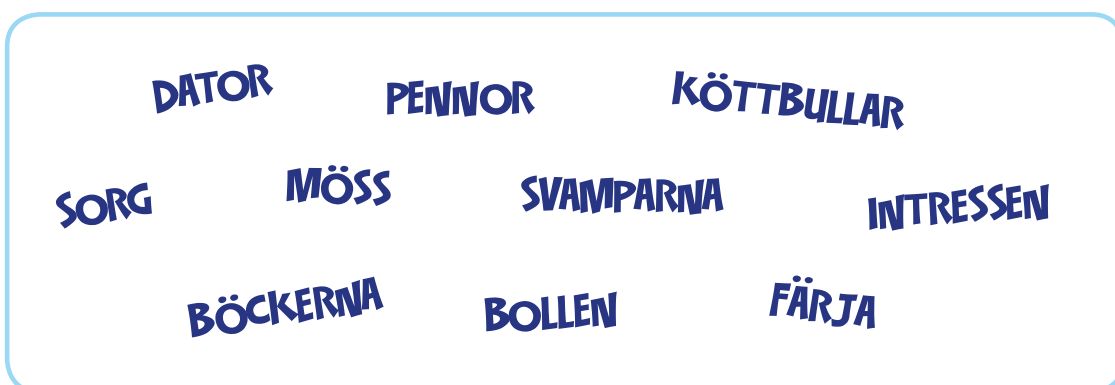 DATOR PENNOR KÖTTBULLAR
SORG MÖSS SVAMPARNA INTRESSEN
BÖCKERNA BOLLEN FÄRJA